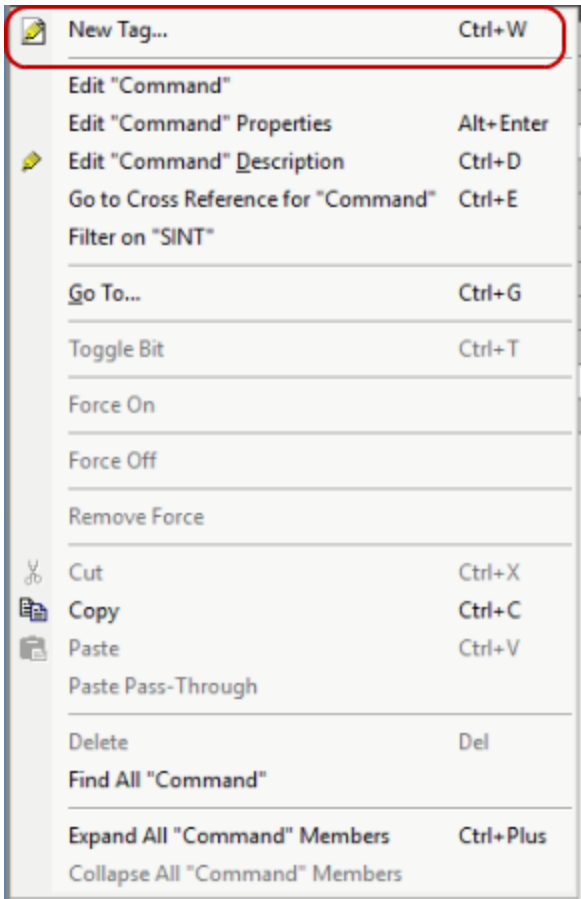 New Tag... Ctrl+W
Edit "Command"
Edit "Command" Properties Alt+Enter
Edit "Command" Description Ctrl+D
Go to Cross Reference for "Command" Ctrl+E
Filter on "SINT"
Go To... Ctrl+G
Toggle Bit Ctrl+T
Force On
Force Off
Remove Force
Cut Ctrl+X
Copy Ctrl+C
Paste Ctrl+V
Paste Pass-Through
Delete Del
Find All "Command"
Expand All "Command" Members Ctrl+Plus
Collapse All "Command" Members